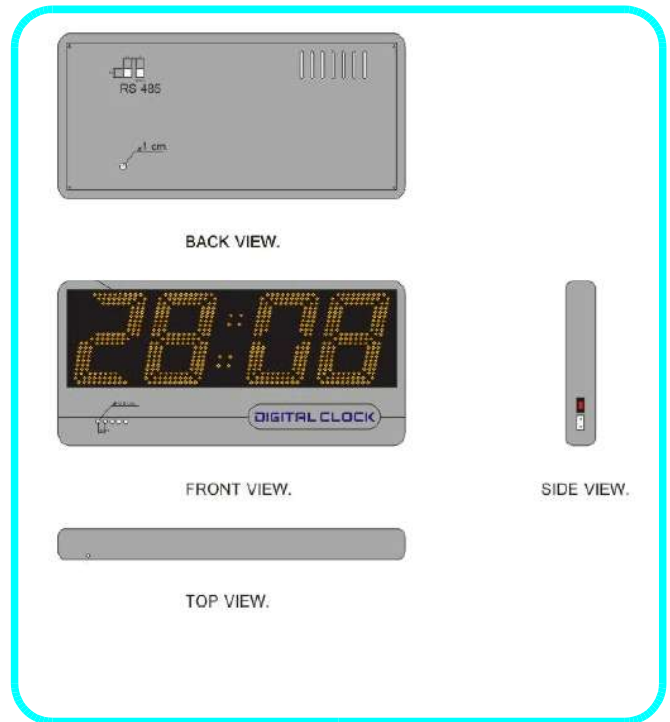 RS 485
1 cm
BACK VIEW.
28:08
DIGITAL CLOCK
FRONT VIEW.
SIDE VIEW.
TOP VIEW.